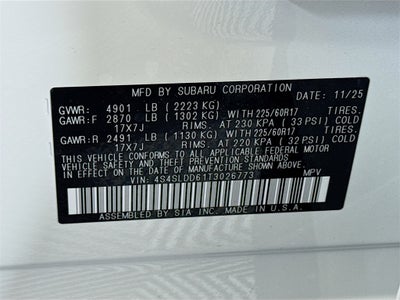 MFD BY SUBARU CORPORATION
DATE: 11/25
GVWR: 4901 LB (2223 KG)
GAWR:F 2870 LB (1302 KG), WITH 225/60R17 TIRES.
17X7J RIMS. AT 230 KPA (33 PSI) COLD
GAWR:R 2491 LB (1130 KG), WITH 225/60R17 TIRES.
17X7J RIMS. AT 220 KPA (32 PSI) COLD
THIS VEHICLE CONFORMS TO ALL APPLICABLE FEDERAL MOTOR
VEHICLE SAFETY AND THEFT PREVENTION STANDARDS IN
EFFECT ON THE DATE OF MANUFACTURE SHOWN ABOVE.
VIN: 4S4SLDD61T3026773 MPV
ASSEMBLED BY SIA INC. MADE IN U.S.A.